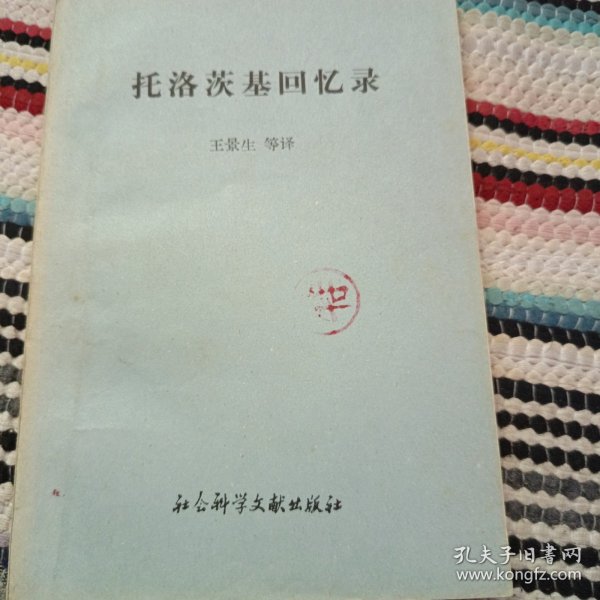 托洛茨基回忆录
王景生 等译
社会科学文献出版社
孔夫子旧书网
www.kongfz.com